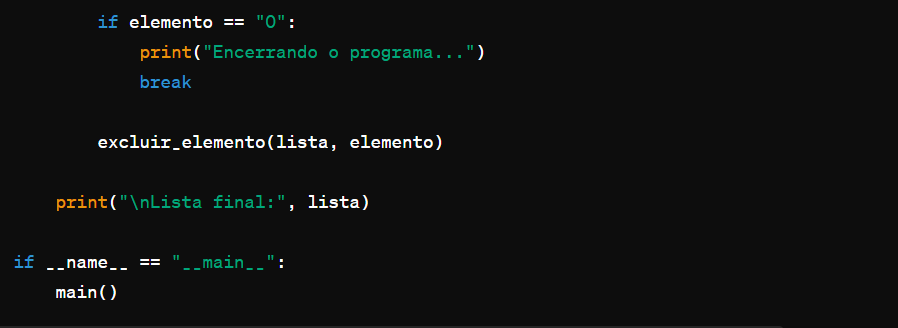 if elemento == "0":
print("Encerrando o programa...")
break
excluir_elemento(lista, elemento)
print("\nLista final:", lista)
if __name__ == "__main__":
main()